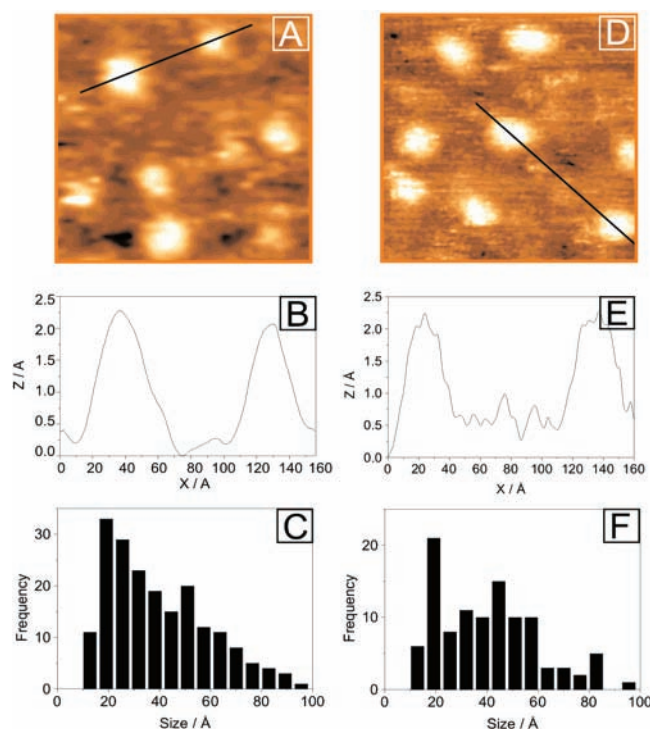 A
D
B
2.5
2.0
1.5
1.0
0.5
0.0
Z / A
0 20 40 60 80 100 130 140 160
X / A
E
2.5
2.0
1.5
1.0
0.5
0.0
Z / A
0 20 40 60 80 100 120 140 160
X / Å
C
30
20
10
0
Frequency
0 20 40 60 80 100
Size / Å
F
20
10
0
Frequency
0 20 40 60 80 100
Size / Å